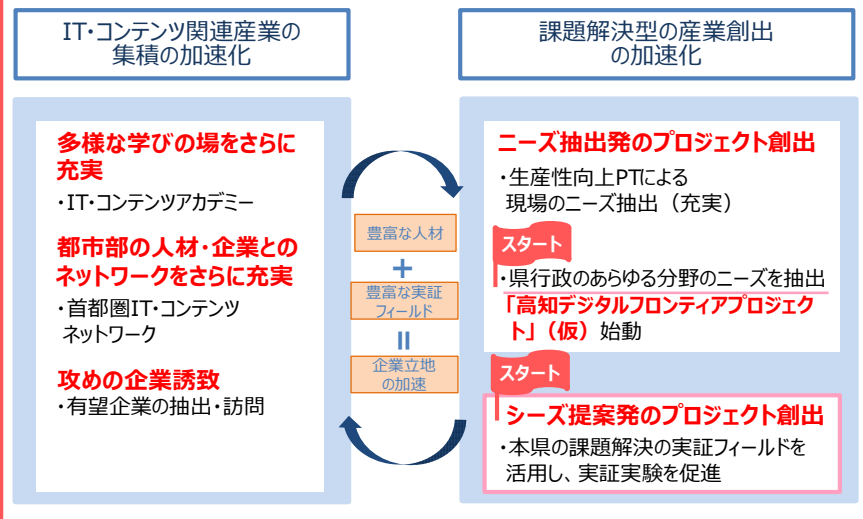 IT・コンテンツ関連産業の
集積の加速化
課題解決型の産業創出
の加速化
多様な学びの場をさらに
充実
・IT・コンテンツアカデミー
都市部の人材・企業との
ネットワークをさらに充実
・首都圏IT・コンテンツ
ネットワーク
攻めの企業誘致
・有望企業の抽出・訪問
豊富な人材
＋
豊富な実証
フィールド
＝
企業立地
の加速
ニーズ抽出発のプロジェクト創出
・生産性向上PTによる
現場のニーズ抽出（充実）
スタート
・県行政のあらゆる分野のニーズを抽出
「高知デジタルフロンティアプロジェク
ト」（仮）始動
スタート
シーズ提案発のプロジェクト創出
・本県の課題解決の実証フィールドを
活用し、実証実験を促進